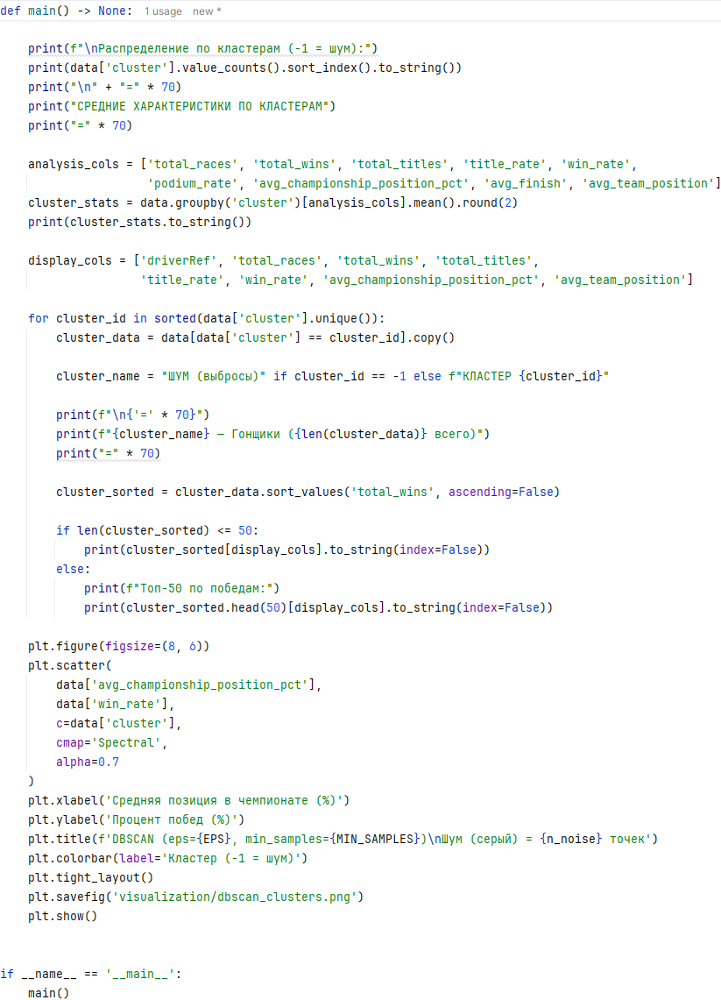 def main() -> None:  1 usage  new *
    print(f"\nРаспределение по кластерам (-1 = шум):")
    print(data['cluster'].value_counts().sort_index().to_string())
    print("\n" + "=" * 70)
    print("СРЕДНИЕ ХАРАКТЕРИСТИКИ ПО КЛАСТЕРАМ")
    print("=" * 70)
    analysis_cols = ['total_races', 'total_wins', 'total_titles', 'title_rate', 'win_rate',
                     'podium_rate', 'avg_championship_position_pct', 'avg_finish', 'avg_team_position']
    cluster_stats = data.groupby('cluster')[analysis_cols].mean().round(2)
    print(cluster_stats.to_string())
    display_cols = ['driverRef', 'total_races', 'total_wins', 'total_titles',
                    'title_rate', 'win_rate', 'avg_championship_position_pct', 'avg_team_position']
    for cluster_id in sorted(data['cluster'].unique()):
        cluster_data = data[data['cluster'] == cluster_id].copy()
        cluster_name = "ШУМ (выбросы)" if cluster_id == -1 else f"КЛАСТЕР {cluster_id}"
        print(f"\n{'=' * 70}")
        print(f"{cluster_name} — Гонщики ({len(cluster_data)} всего)")
        print("=" * 70)
        cluster_sorted = cluster_data.sort_values('total_wins', ascending=False)
        if len(cluster_sorted) <= 50:
            print(cluster_sorted[display_cols].to_string(index=False))
        else:
            print(f"Топ-50 по победам:")
            print(cluster_sorted.head(50)[display_cols].to_string(index=False))
    plt.figure(figsize=(8, 6))
    plt.scatter(
        data['avg_championship_position_pct'],
        data['win_rate'],
        c=data['cluster'],
        cmap='Spectral',
        alpha=0.7
    )
    plt.xlabel('Средняя позиция в чемпионате (%)')
    plt.ylabel('Процент побед (%)')
    plt.title(f'DBSCAN (eps={EPS}, min_samples={MIN_SAMPLES})\nШум (серый) = {n_noise} точек')
    plt.colorbar(label='Кластер (-1 = шум)')
    plt.tight_layout()
    plt.savefig('visualization/dbscan_clusters.png')
    plt.show()
if __name__ == '__main__':
    main()